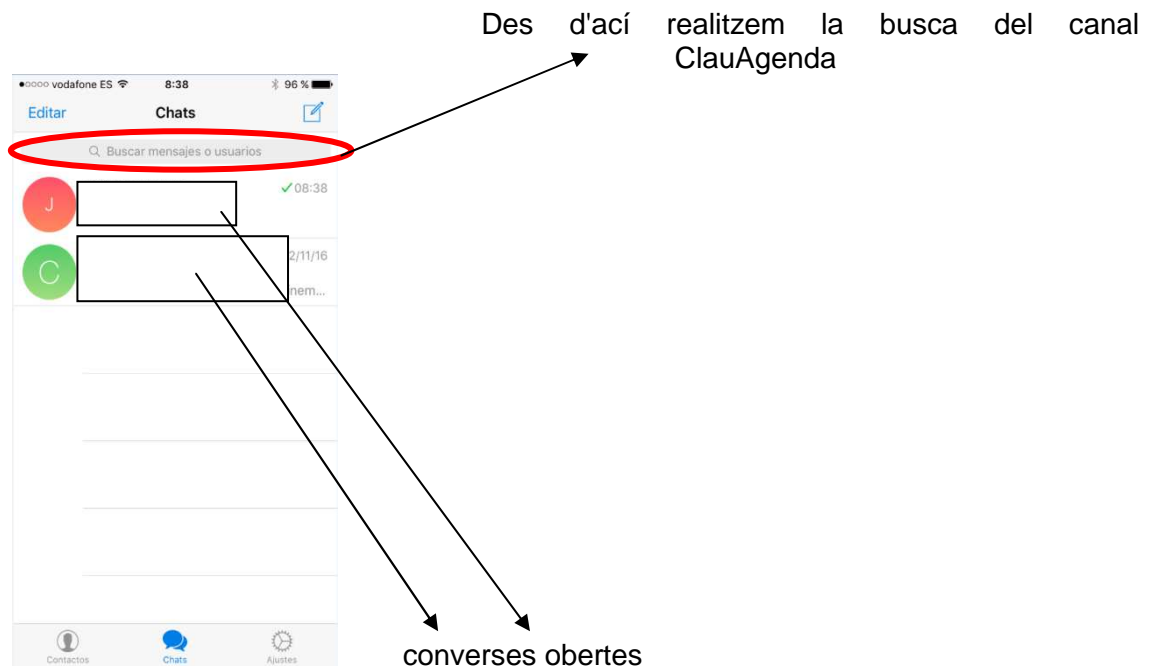 Des d'ací realitzem la busca del canal
ClauAgenda
vodafone ES 8:38 96 %
Editar Chats
Buscar mensajes o usuarios
J 08:38
C 2/11/16
nem...
Contactos Chats Ajustes
converses obertes